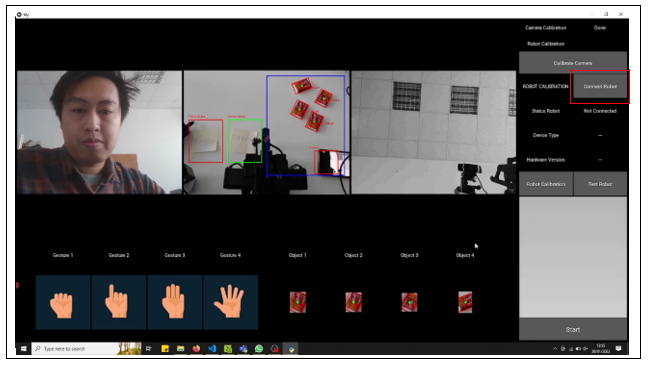 My
Camera Calibration Done
Robot Calibration
Calibrate Camera
ROBOT CALIBRATION Connect Robot
Status Robot Not Connected
Device Type --
Hardware Version --
Robot Calibration Test Robot
Gesture 1 Gesture 2 Gesture 3 Gesture 4 Object 1 Object 2 Object 3 Object 4
Start
Type here to search